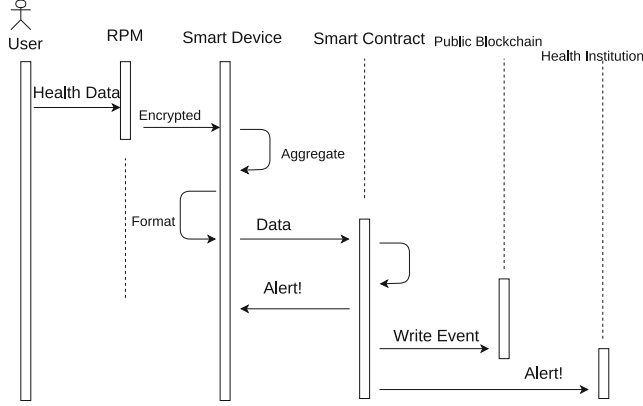 User
RPM
Smart Device
Smart Contract
Public Blockchain
Health Institution
Health Data
Encrypted
Aggregate
Format
Data
Alert!
Write Event
Alert!